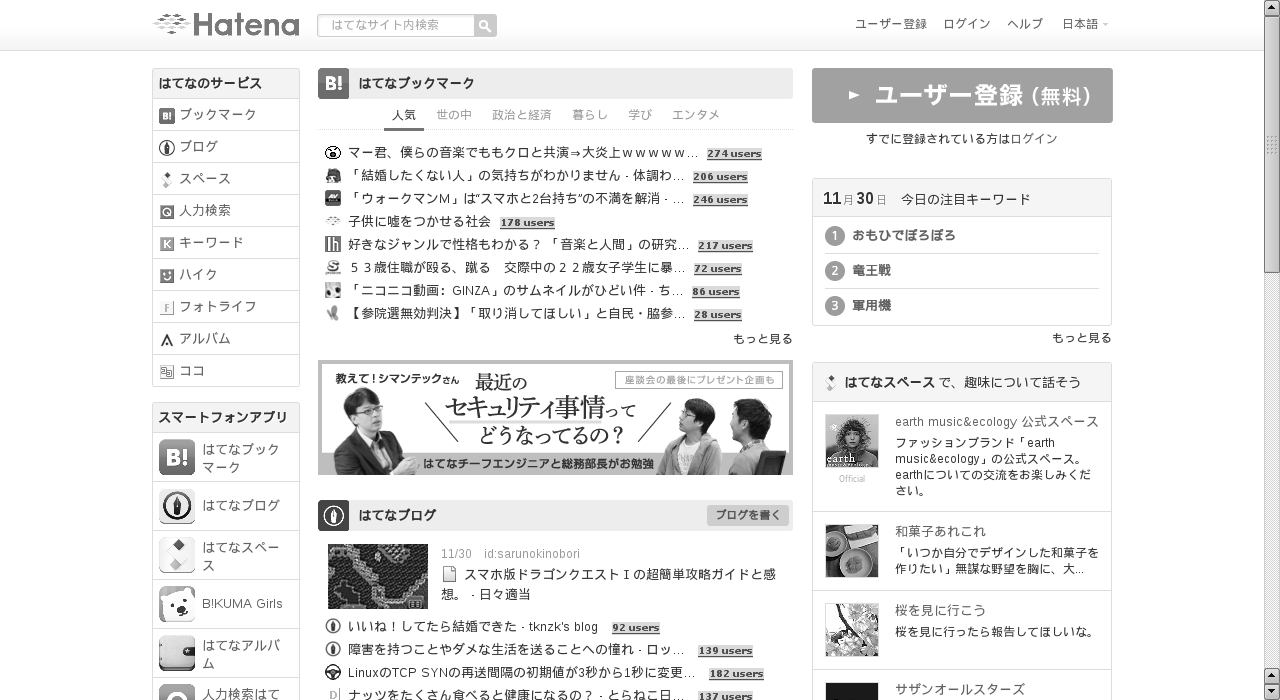 Hatena
はてなサイト内検索
ユーザー登録 ログイン ヘルプ 日本語
はてなのサービス
ブックマーク
ブログ
スペース
人力検索
キーワード
ハイク
フォトライフ
アルバム
ココ
スマートフォンアプリ
はてなブック
マーク
はてなブログ
はてなスペー
ス
B!KUMA Girls
はてなアルバ
ム
人力検索はて
B! はてなブックマーク
人気 世の中 政治と経済 暮らし 学び エンタメ
マー君、僕らの音楽でももクロと共演⇒大炎上ｗｗｗｗｗ... 274 users
「結婚したくない人」の気持ちがわかりません - 体調わ... 206 users
「ウォークマンＭ」は“スマホと2台持ち”の不満を解消 - ... 246 users
子供に嘘をつかせる社会 178 users
好きなジャンルで性格もわかる？ 「音楽と人間」の研究... 217 users
５３歳住職が殴る、蹴る　交際中の２２歳女子学生に暴... 72 users
「ニコニコ動画: GINZA」のサムネイルがひどい件 - ち... 86 users
【参院選無効判決】「取り消してほしい」と自民・脇参... 28 users
もっと見る
教えて！シマンテックさん
最近の
セキュリティ事情って
どうなってるの？
座談会の最後にプレゼント企画も
はてなチーフエンジニアと総務部長がお勉強
はてなブログ
ブログを書く
11/30 id:sarunokinobori
スマホ版ドラゴンクエストＩの超簡単攻略ガイドと感
想。 - 日々適当
いいね！してたら結婚できた - tknzk's blog 92 users
障害を持つことやダメな生活を送ることへの憧れ - ロッ... 139 users
LinuxのTCP SYNの再送間隔の初期値が3秒から1秒に変更... 182 users
ナッツをたくさん食べると健康になるの？ - とらねこ日... 137 users
ユーザー登録 (無料)
すでに登録されている方はログイン
11月30日 今日の注目キーワード
1 おもひでぽろぽろ
2 竜王戦
3 軍用機
もっと見る
はてなスペース で、趣味について話そう
earth music&ecology 公式スペース
ファッションブランド「earth
music&ecology」の公式スペース。
earthについての交流をお楽しみくだ
さい。
earth
Official
和菓子あれこれ
「いつか自分でデザインした和菓子を
作りたい」無謀な野望を胸に、大...
桜を見に行こう
桜を見に行ったら報告してほしいな。
サザンオールスターズ